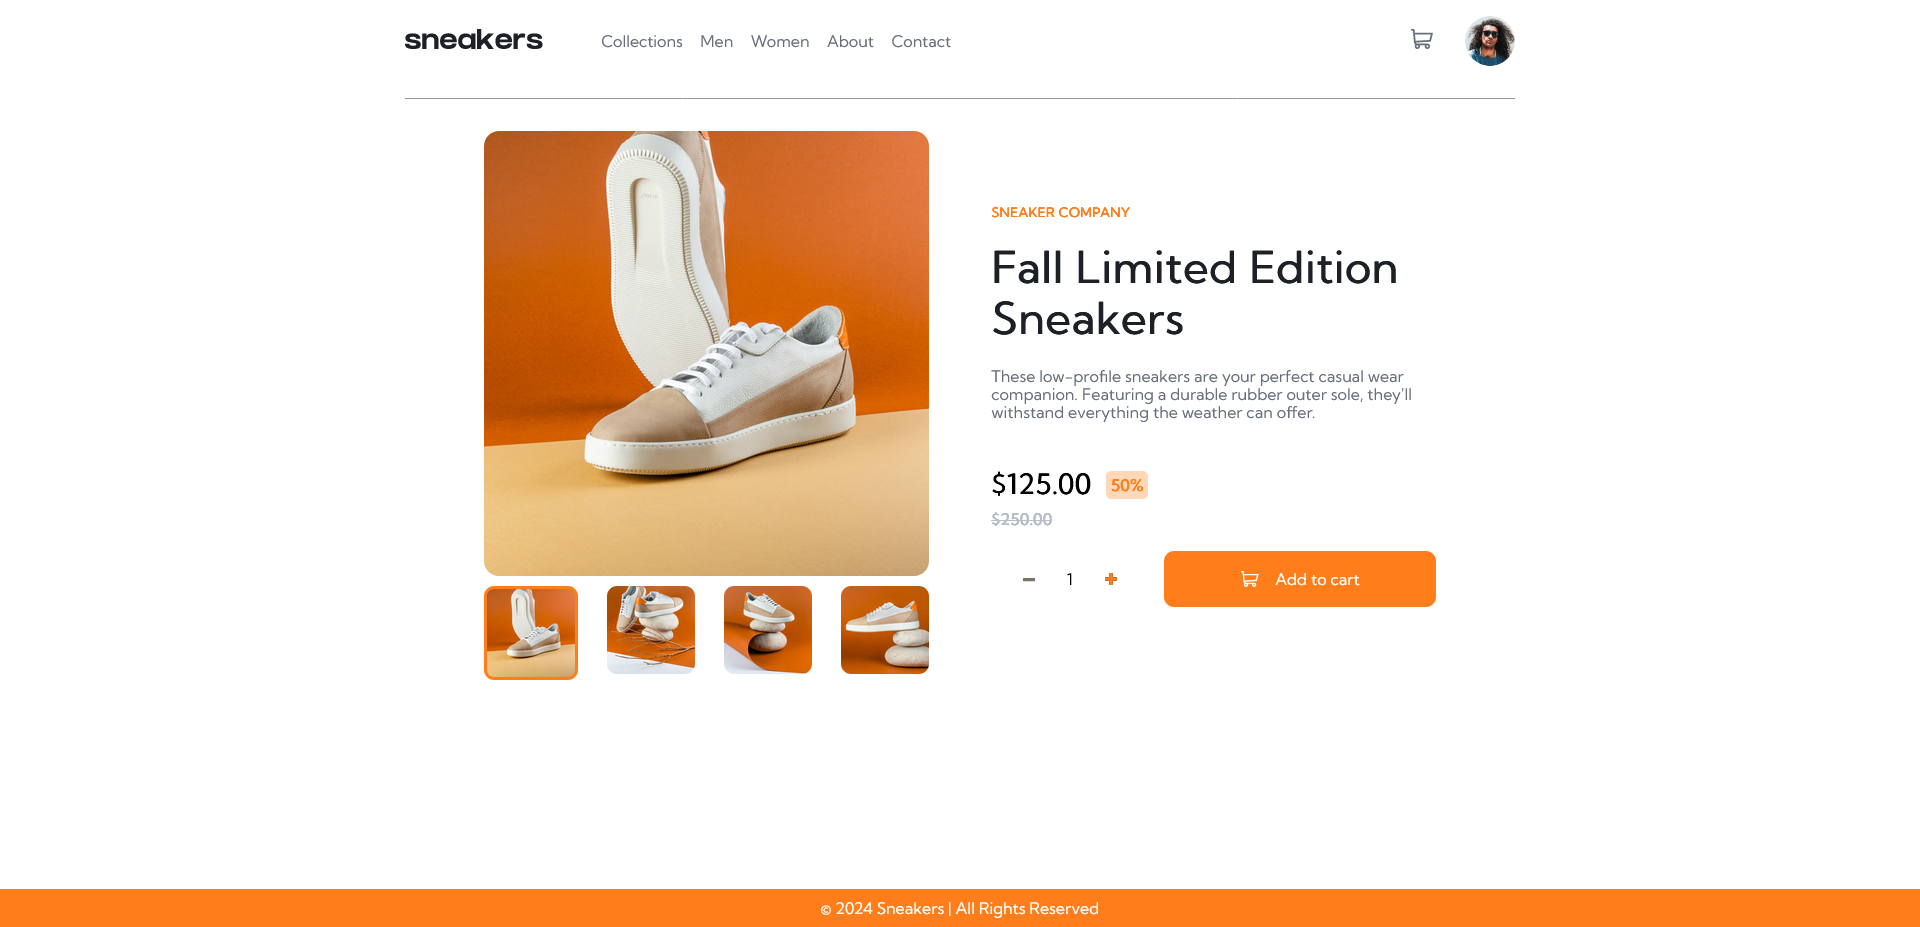 sneakers
Collections Men Women About Contact
SNEAKER COMPANY
Fall Limited Edition
Sneakers
These low-profile sneakers are your perfect casual wear
companion. Featuring a durable rubber outer sole, they'll
withstand everything the weather can offer.
$125.00 50%
$250.00
1 Add to cart
© 2024 Sneakers | All Rights Reserved